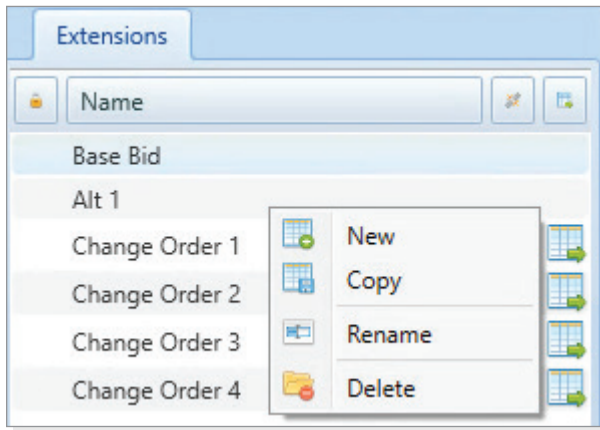 Extensions
Name
Base Bid
Alt 1
Change Order 1
Change Order 2
Change Order 3
Change Order 4
New
Copy
Rename
Delete